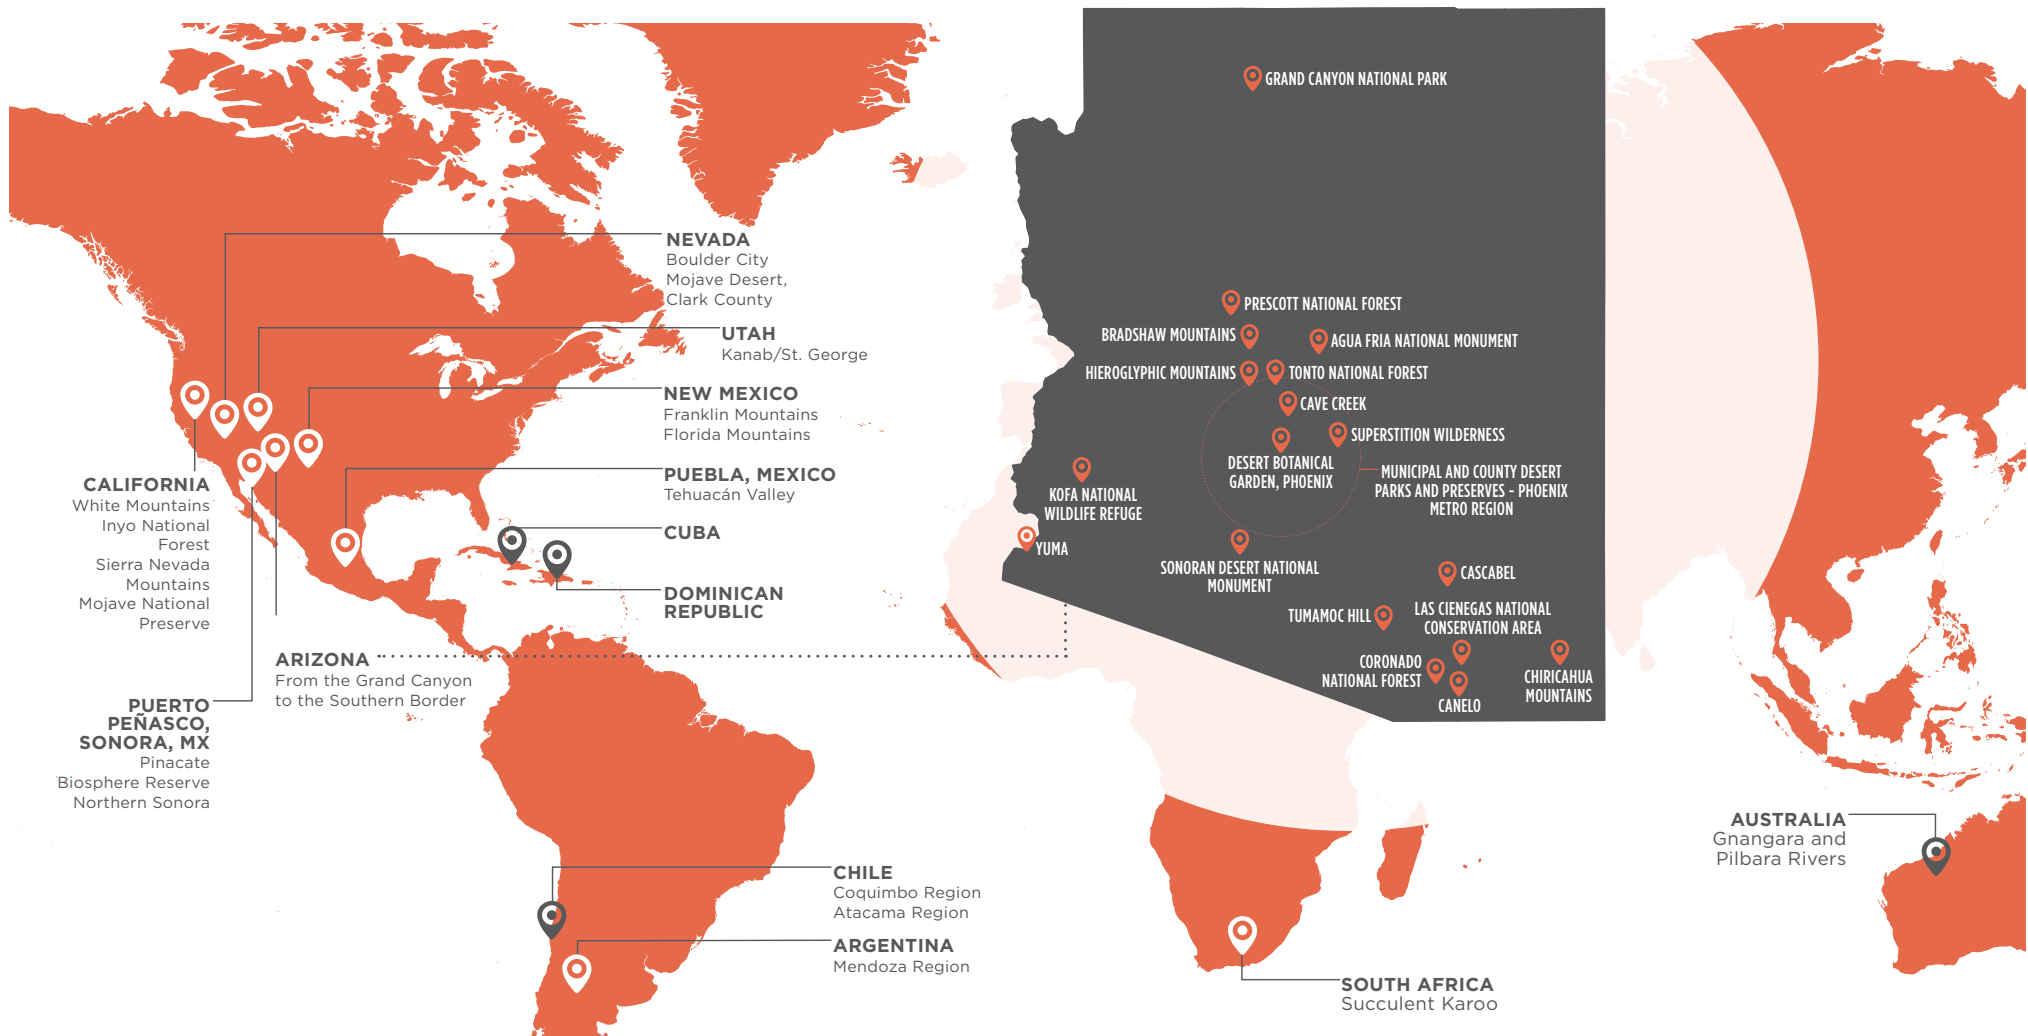 NEVADA
Boulder City
Mojave Desert,
Clark County
UTAH
Kanab/St. George
NEW MEXICO
Franklin Mountains
Florida Mountains
PUEBLA, MEXICO
Tehuacán Valley
CUBA
DOMINICAN
REPUBLIC
CALIFORNIA
White Mountains
Inyo National
Forest
Sierra Nevada
Mountains
Mojave National
Preserve
ARIZONA
From the Grand Canyon
to the Southern Border
PUERTO
PEÑASCO,
SONORA, MX
Pinacate
Biosphere Reserve
Northern Sonora
CHILE
Coquimbo Region
Atacama Region
ARGENTINA
Mendoza Region
GRAND CANYON NATIONAL PARK
PRESCOTT NATIONAL FOREST
BRADSHAW MOUNTAINS
AGUA FRIA NATIONAL MONUMENT
HIEROGLYPHIC MOUNTAINS
TONTO NATIONAL FOREST
CAVE CREEK
SUPERSTITION WILDERNESS
DESERT BOTANICAL
GARDEN, PHOENIX
MUNICIPAL AND COUNTY DESERT
PARKS AND PRESERVES - PHOENIX
METRO REGION
KOFA NATIONAL
WILDLIFE REFUGE
YUMA
SONORAN DESERT NATIONAL
MONUMENT
CASCABEL
TUMAMOC HILL
LAS CIENEGAS NATIONAL
CONSERVATION AREA
CORONADO
NATIONAL FOREST
CANELO
CHIRICAHUA
MOUNTAINS
SOUTH AFRICA
Succulent Karoo
AUSTRALIA
Gnangara and
Pilbara Rivers